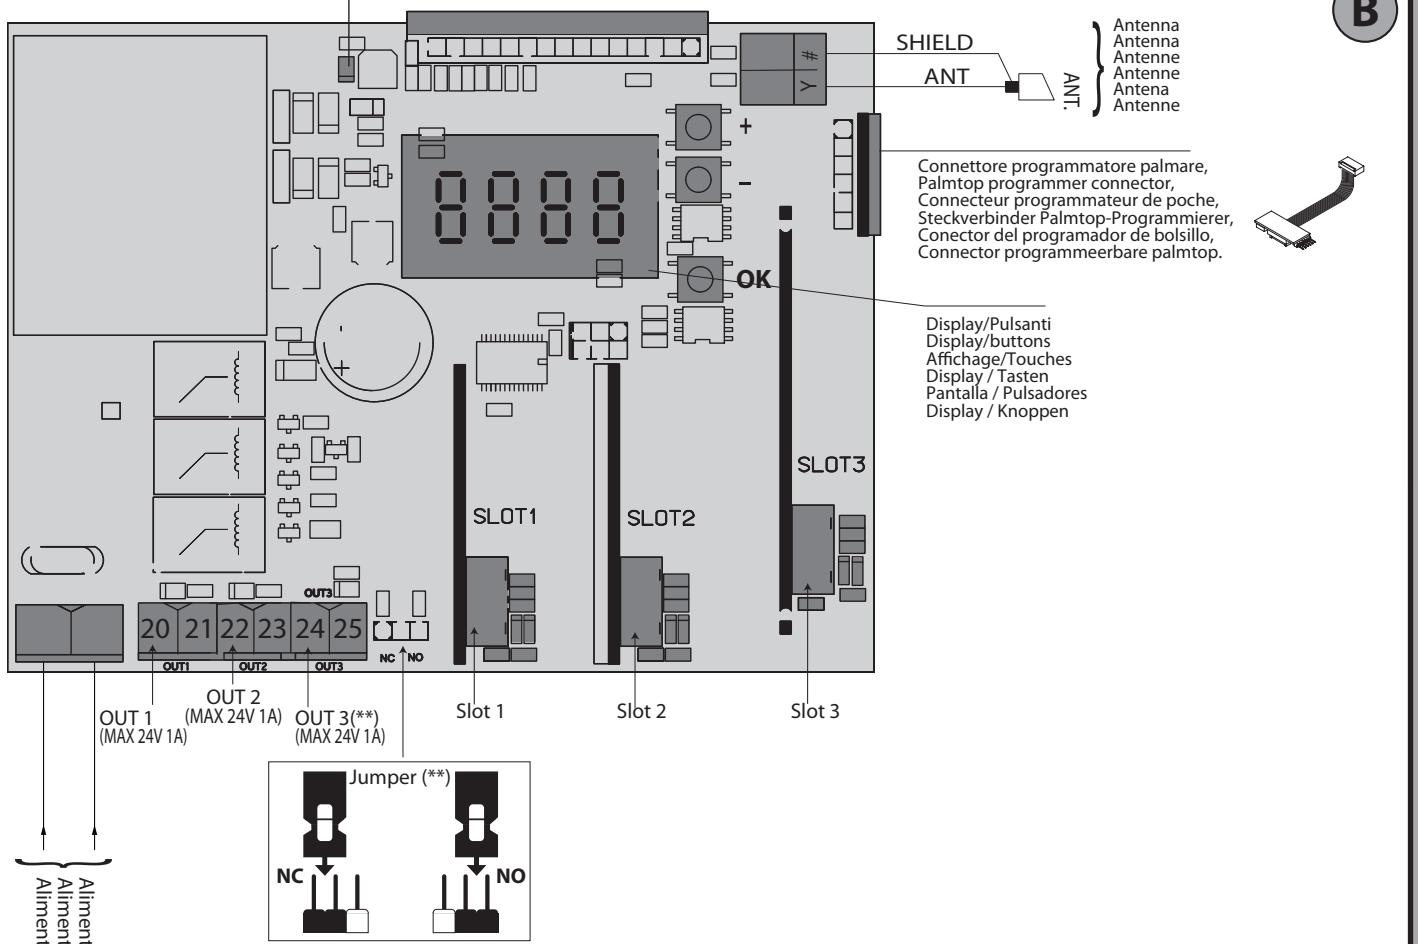 B
SHIELD
ANT
#
Y
ANT.
Antenna
Antenna
Antenne
Antenne
Antena
Antenne
+
-
OK
Connettore programmatore palmare,
Palmtop programmer connector,
Connecteur programmateur de poche,
Steckverbinder Palmtop-Programmierer,
Conector del programador de bolsillo,
Connector programmeerbare palmtop.
8888
Display/Pulsanti
Display/buttons
Affichage/Touches
Display / Tasten
Pantalla / Pulsadores
Display / Knoppen
-
+
SLOT1
SLOT2
SLOT3
OUT3
20 21 22 23 24 25
OUT1 OUT2 OUT3
NC NO
OUT 1
(MAX 24V 1A)
OUT 2
(MAX 24V 1A)
OUT 3(**)
(MAX 24V 1A)
Slot 1
Slot 2
Slot 3
Jumper (**)
NC
NO
Aliment
Aliment
Aliment